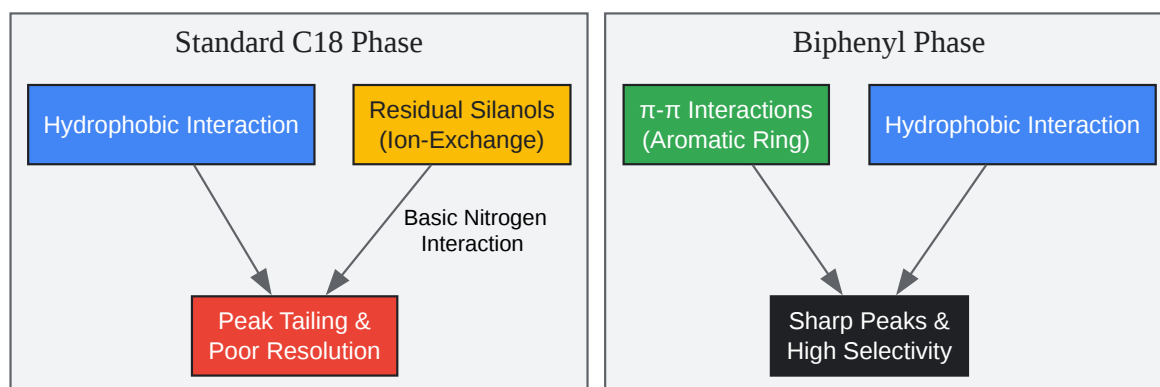 Standard C18 Phase
Hydrophobic Interaction
Residual Silanols
(Ion-Exchange)
Basic Nitrogen
Interaction
Peak Tailing &
Poor Resolution
Biphenyl Phase
π-π Interactions
(Aromatic Ring)
Hydrophobic Interaction
Sharp Peaks &
High Selectivity